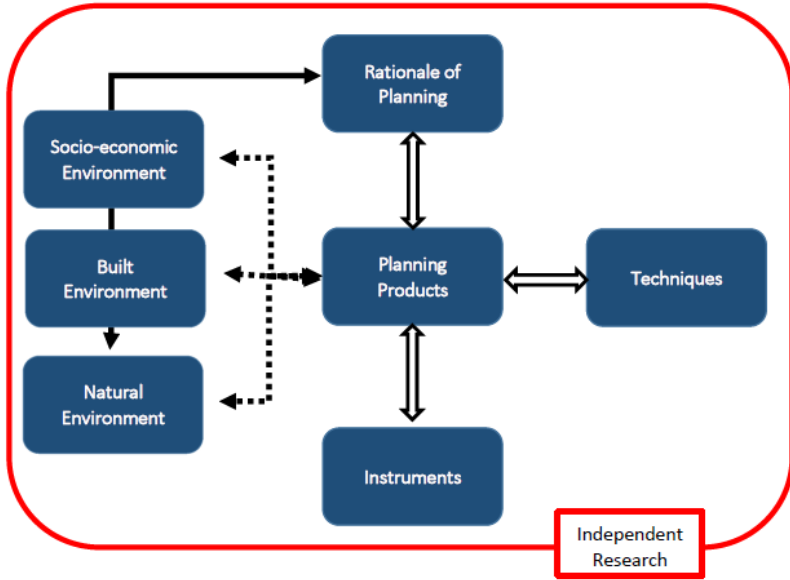 Rationale of
Planning
Socio-economic
Environment
Built
Environment
Planning
Products
Techniques
Natural
Environment
Instruments
Independent
Research